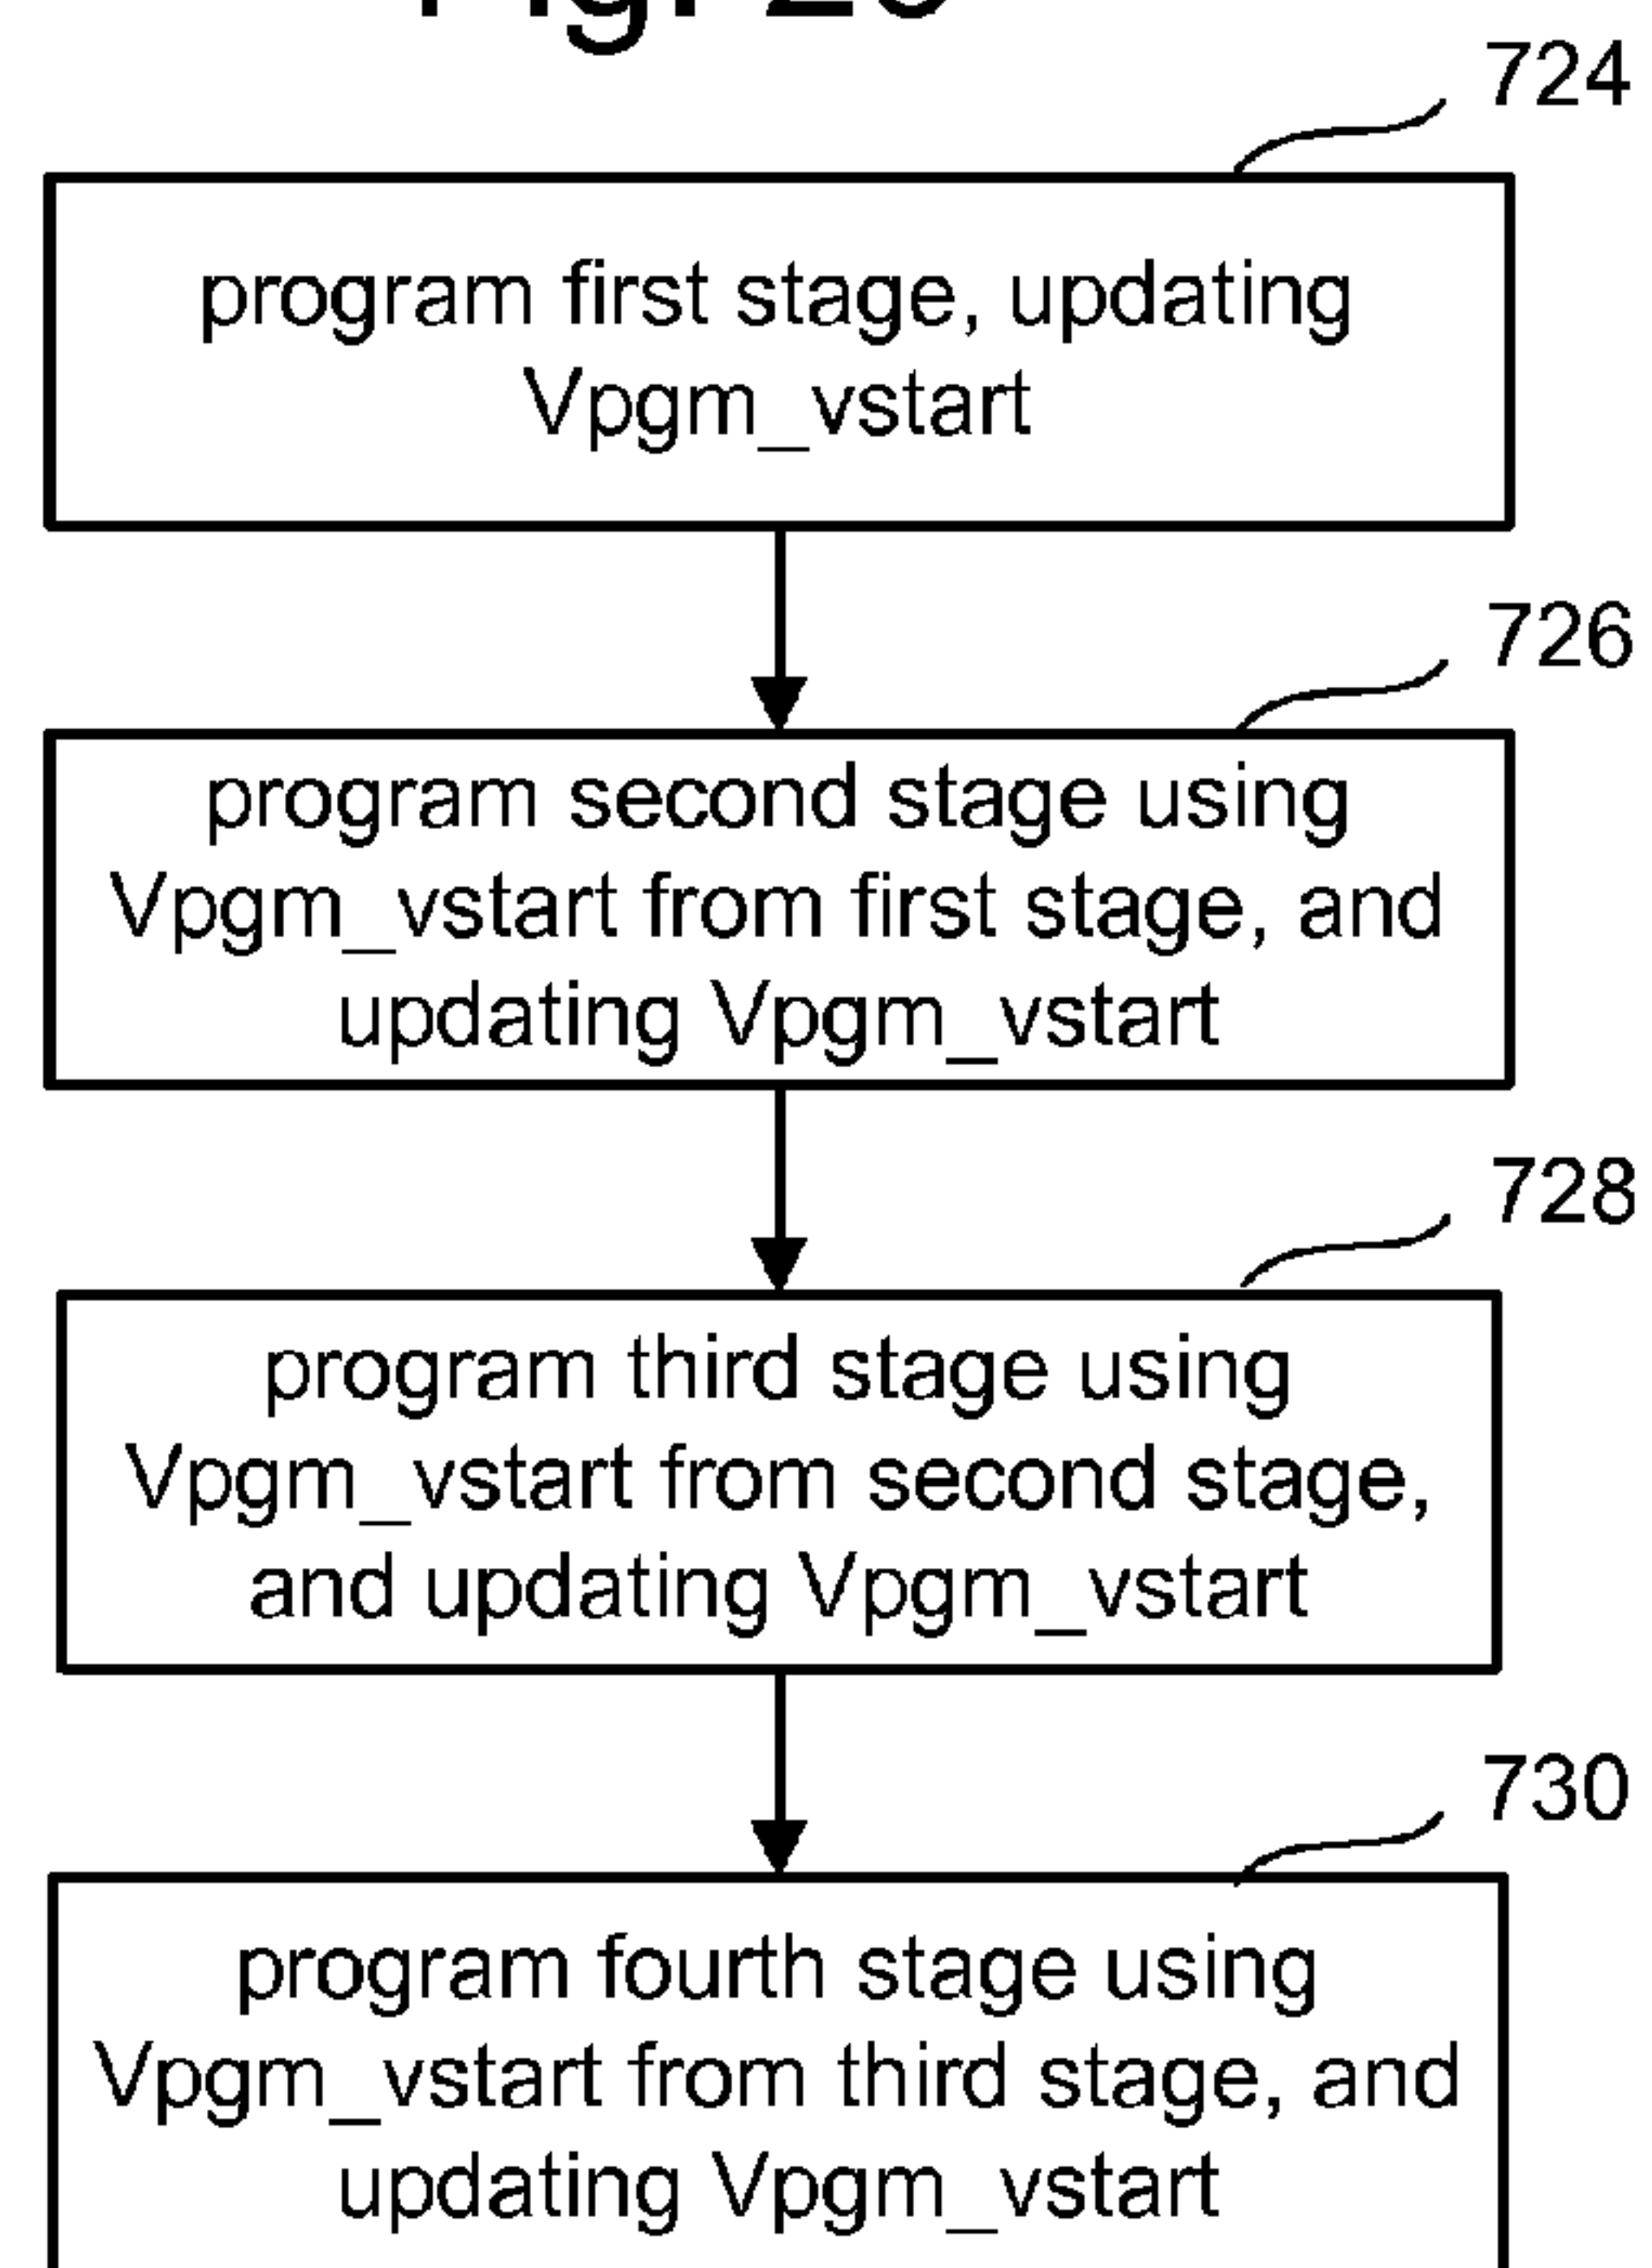 724
program first stage, updating
Vpgm_vstart
726
program second stage using
Vpgm_vstart from first stage, and
updating Vpgm_vstart
728
program third stage using
Vpgm_vstart from second stage,
and updating Vpgm_vstart
730
program fourth stage using
Vpgm_vstart from third stage, and
updating Vpgm_vstart